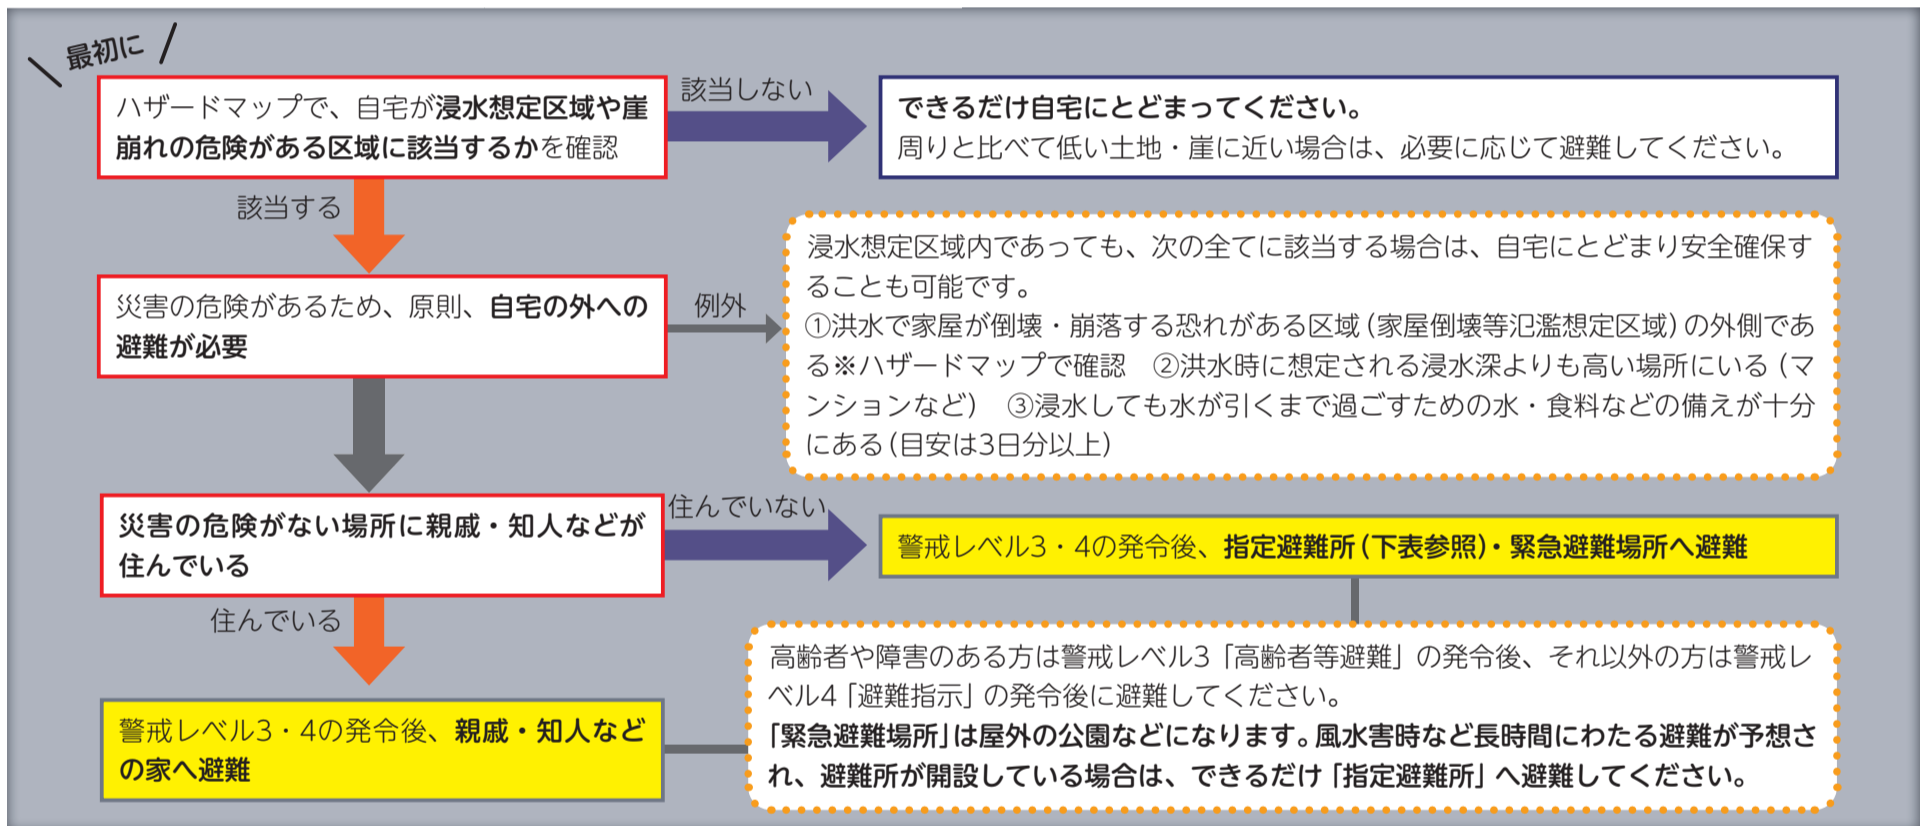 最初に
ハザードマップで、自宅が浸水想定区域や崖
崩れの危険がある区域に該当するかを確認
該当しない
できるだけ自宅にとどまってください。
周りと比べて低い土地・崖に近い場合は、必要に応じて避難してください。
該当する
災害の危険があるため、原則、自宅の外への
避難が必要
例外
浸水想定区域内であっても、次の全てに該当する場合は、自宅にとどまり安全確保す
ることも可能です。
①洪水で家屋が倒壊・崩落する恐れがある区域(家屋倒壊等氾濫想定区域)の外側であ
る※ハザードマップで確認　②洪水時に想定される浸水深よりも高い場所にいる(マ
ンションなど)　③浸水しても水が引くまで過ごすための水・食料などの備えが十分
にある(目安は3日分以上)
災害の危険がない場所に親戚・知人などが
住んでいる
住んでいない
警戒レベル3・4の発令後、指定避難所(下表参照)・緊急避難場所へ避難
住んでいる
警戒レベル3・4の発令後、親戚・知人など
の家へ避難
高齢者や障害のある方は警戒レベル3「高齢者等避難」の発令後、それ以外の方は警戒レ
ベル4「避難指示」の発令後に避難してください。
「緊急避難場所」は屋外の公園などになります。風水害時など長時間にわたる避難が予想さ
れ、避難所が開設している場合は、できるだけ「指定避難所」へ避難してください。